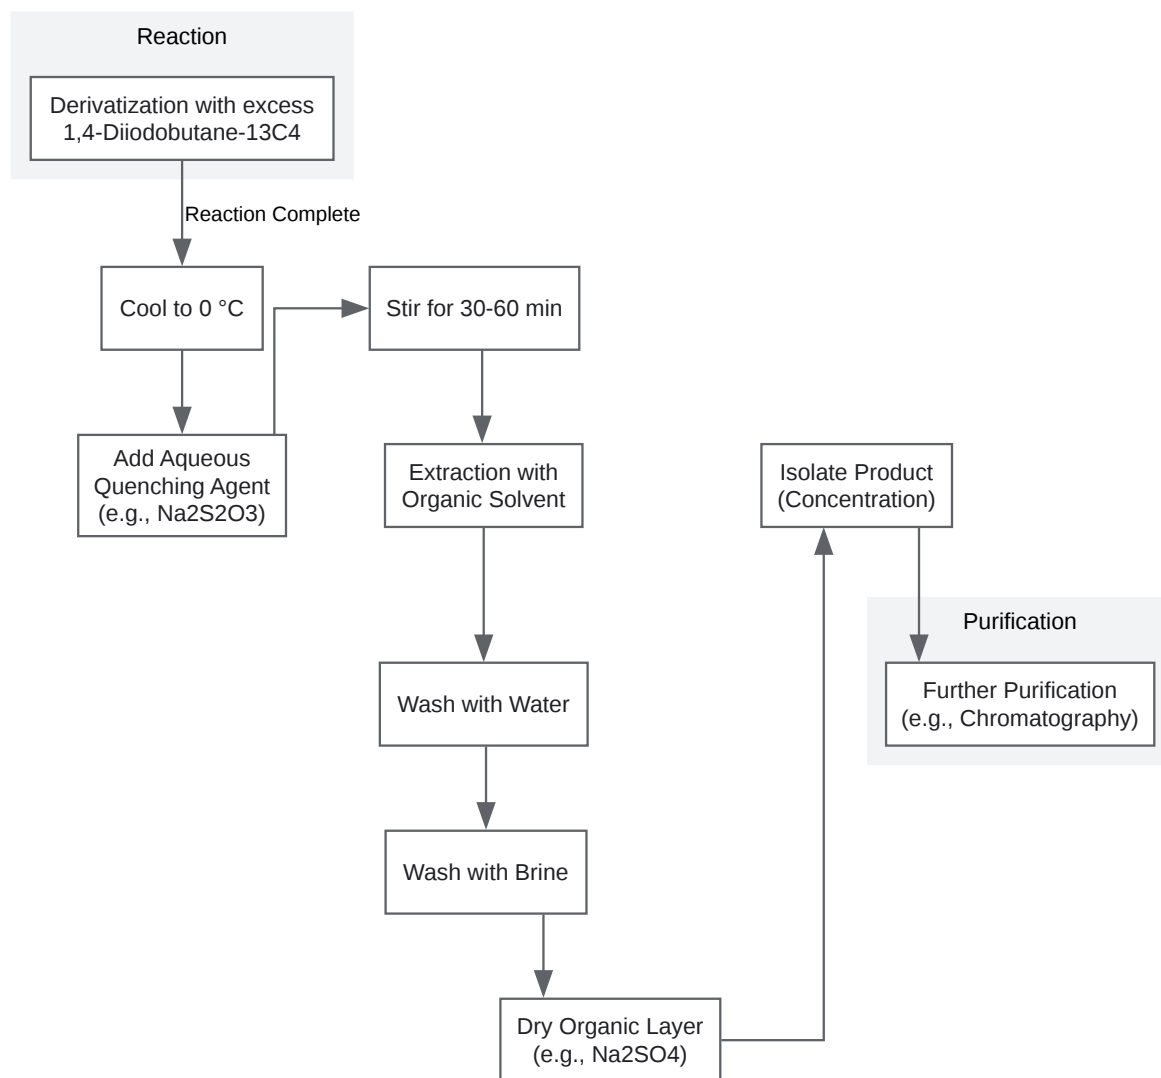 Reaction
Derivatization with excess
1,4-Diiodobutane-13C4
Reaction Complete
Cool to 0 °C
Add Aqueous
Quenching Agent
(e.g., Na2S2O3)
Stir for 30-60 min
Extraction with
Organic Solvent
Wash with Water
Wash with Brine
Dry Organic Layer
(e.g., Na2SO4)
Isolate Product
(Concentration)
Purification
Further Purification
(e.g., Chromatography)